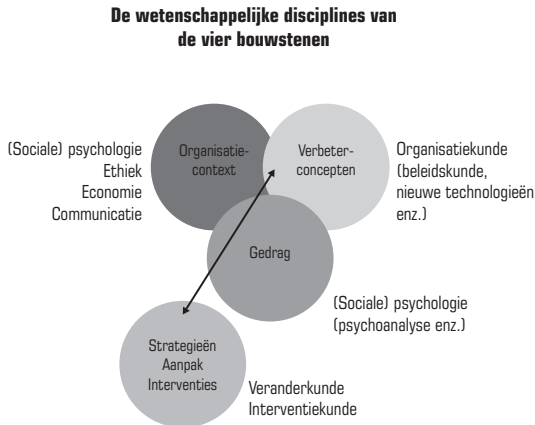 De wetenschappelijke disciplines van
de vier bouwstenen
(Sociale) psychologie
Ethiek
Economie
Communicatie
Organisatie-
context
Verbeter-
concepten
Organisatiekunde
(beleidskunde,
nieuwe technologieën
enz.)
Gedrag
(Sociale) psychologie
(psychoanalyse enz.)
Strategieën
Aanpak
Interventies
Veranderkunde
Interventiekunde